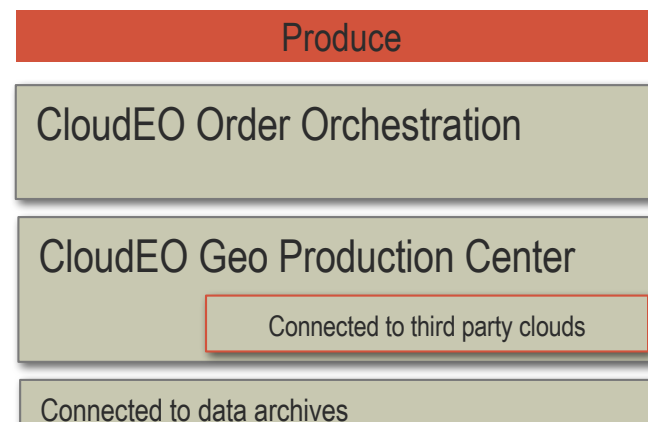 Produce
CloudEO Order Orchestration
CloudEO Geo Production Center
Connected to third party clouds
Connected to data archives